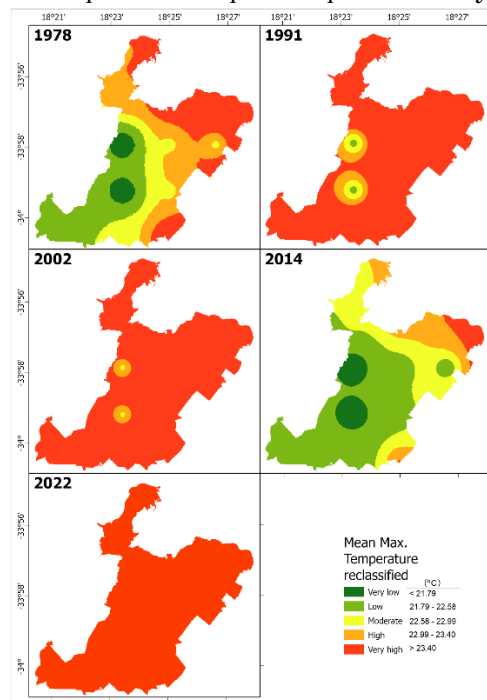 18°21' 18°23' 18°25' 18°27' 18°21' 18°23' 18°25' 18°27'
1978
1991
-33°56'
-33°58'
-34°
2002
2014
-33°56'
-33°58'
-34°
2022
-33°56'
-33°58'
-34°
Mean Max.
Temperature
reclassified (°C)
Very low < 21.79
Low 21.79 - 22.58
Moderate 22.58 - 22.99
High 22.99 - 23.40
Very high > 23.40